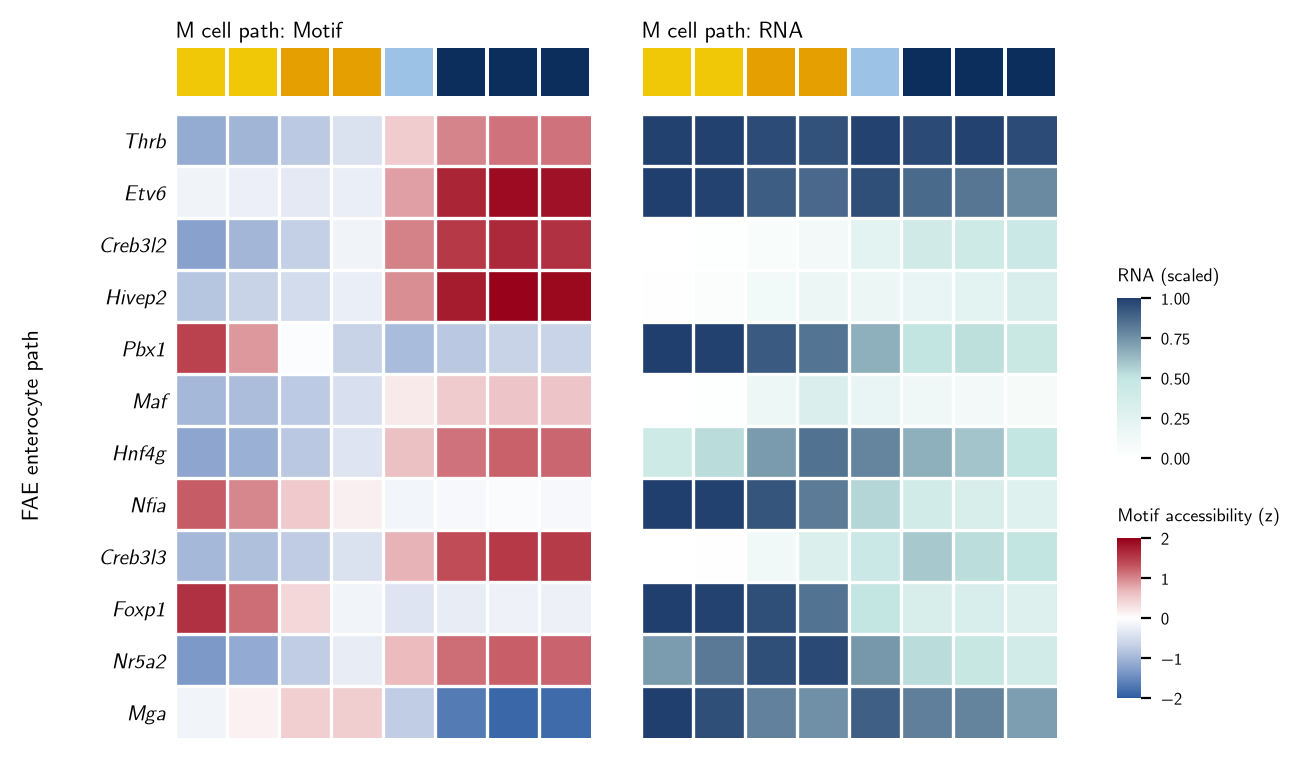 M cell path: Motif
M cell path: RNA
Thrb
Etv6
Creb3l2
Hivep2
Pbx1
Maf
Hnf4g
Nfia
Creb3l3
Foxp1
Nr5a2
Mga
FAE enterocyte path
RNA (scaled)
1.00
0.75
0.50
0.25
0.00
Motif accessibility (z)
2
1
0
−1
−2